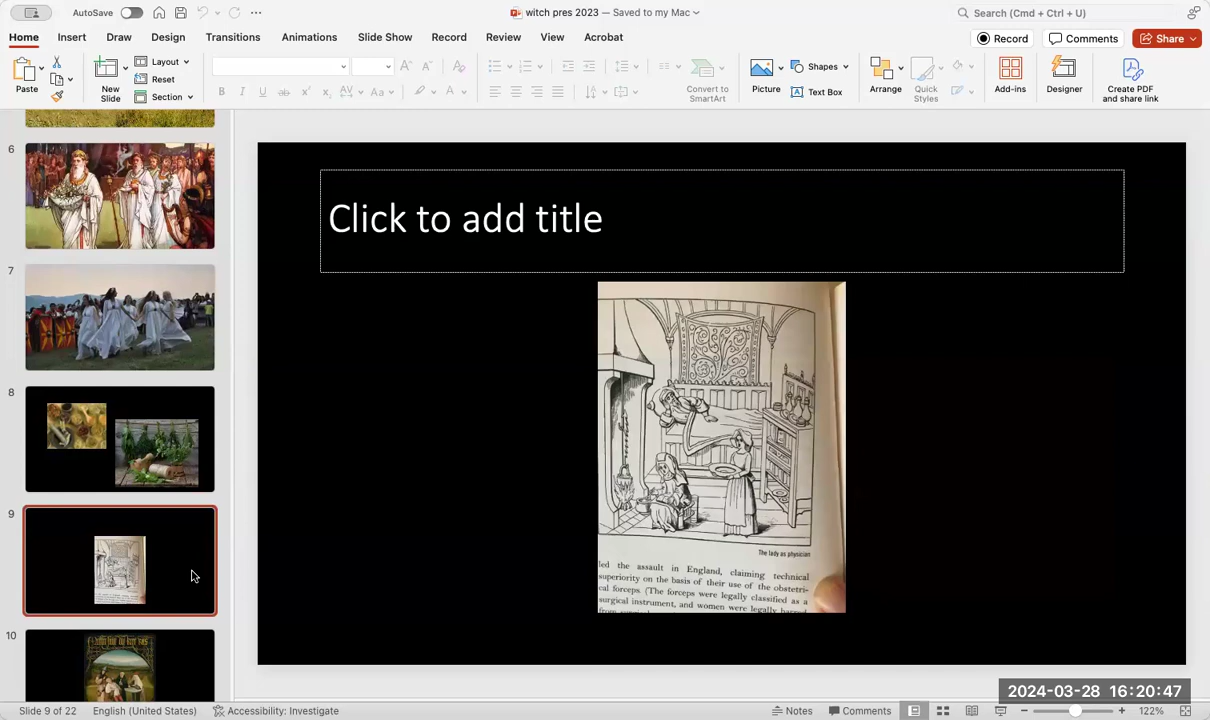 AutoSave
witch pres 2023 — Saved to my Mac
Search (Cmd + Ctrl + U)
Home Insert Draw Design Transitions Animations Slide Show Record Review View Acrobat
Record Comments Share
Paste
New Slide
Layout
Reset
Section
Convert to SmartArt
Picture
Shapes
Text Box
Arrange
Quick Styles
Add-ins
Designer
Create PDF and share link
6
7
8
9
10
Click to add title
The lady as physician
led the assault in England, claiming technical
superiority on the basis of their use of the obstetri-
cal forceps. (The forceps were legally classified as a
surgical instrument, and women were legally barred
2024-03-28 16:20:47
Slide 9 of 22 English (United States) Accessibility: Investigate Notes Comments 122%